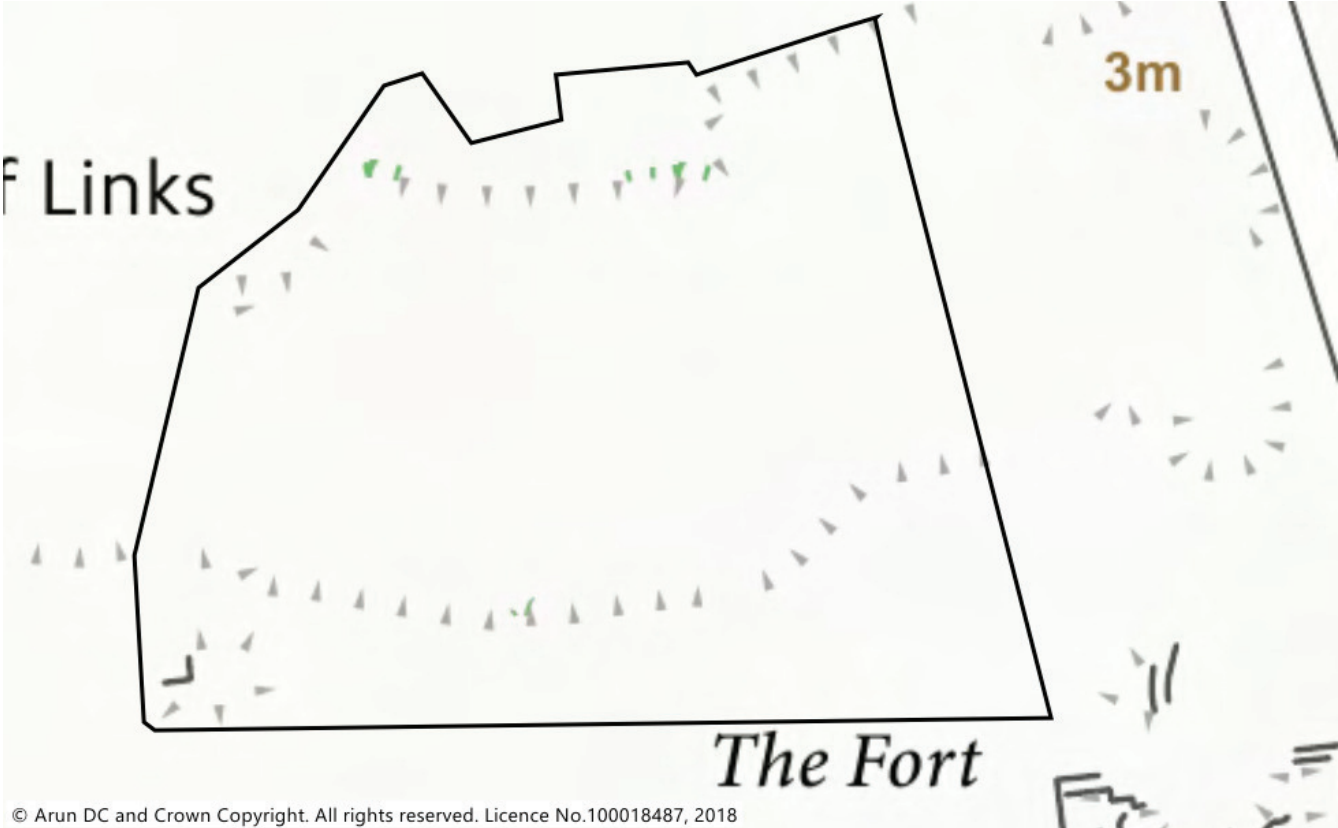 3m
f Links
The Fort
© Arun DC and Crown Copyright. All rights reserved. Licence No.100018487, 2018